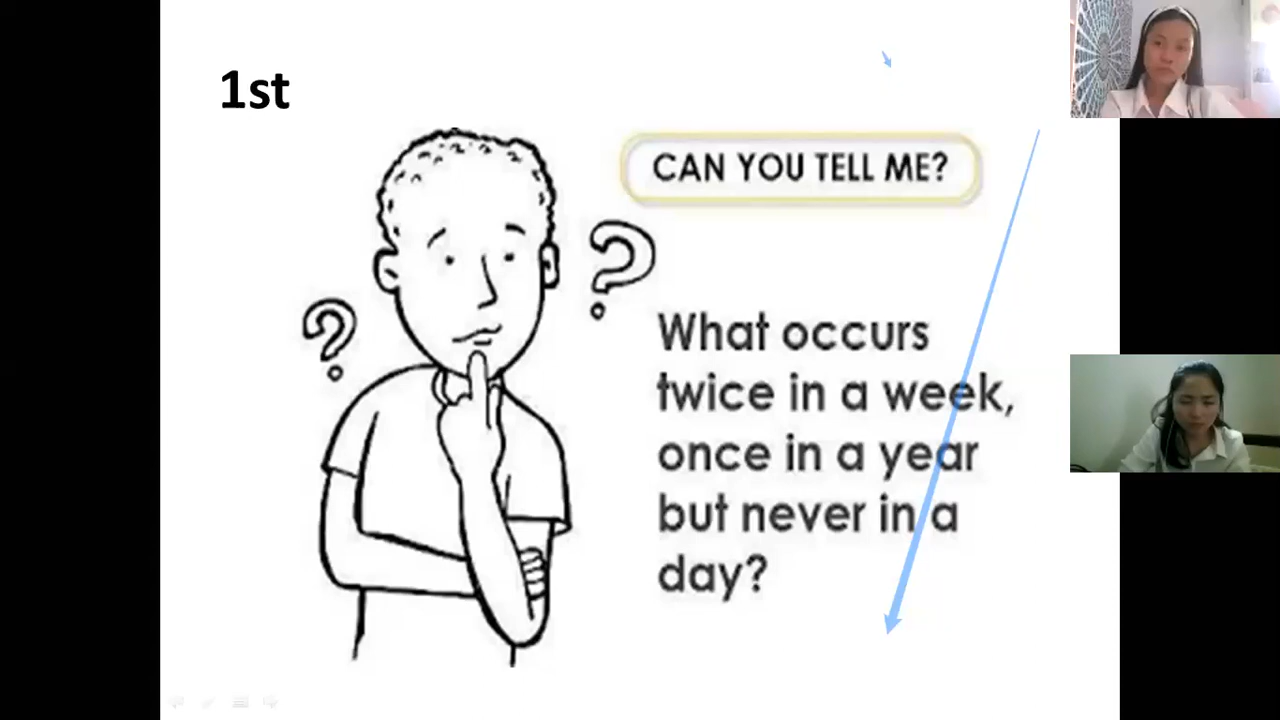 1st
CAN YOU TELL ME?
What occurs
twice in a week,
once in a year
but never in a
day?